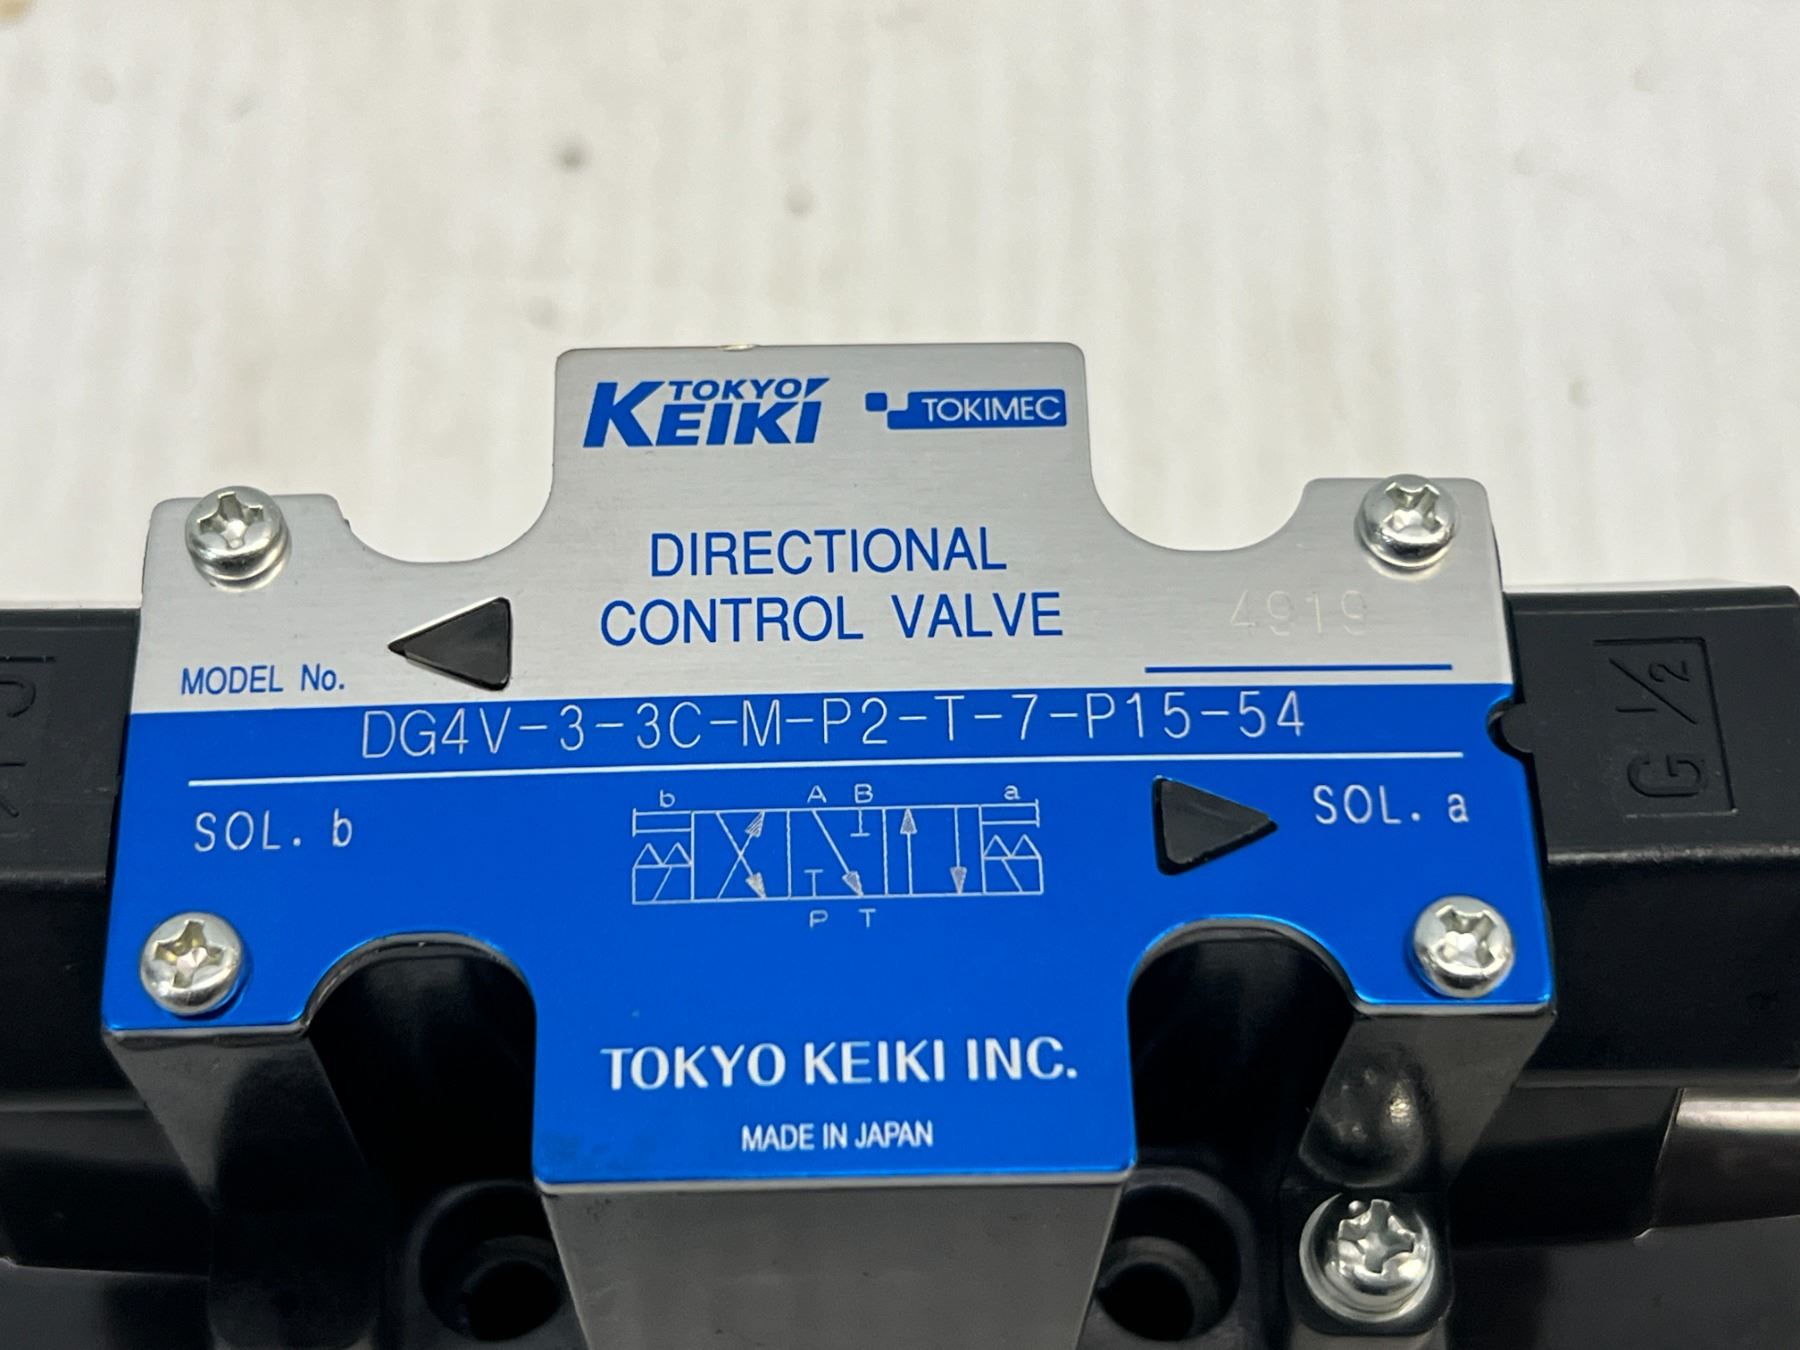 TOKYO
KEIKI
TOKIMEC
DIRECTIONAL
CONTROL VALVE
4919
MODEL No.
DG4V-3-3C-M-P2-T-7-P15-54
SOL. b
b A B a
T
P T
SOL. a
G 1/2
TOKYO KEIKI INC.
MADE IN JAPAN